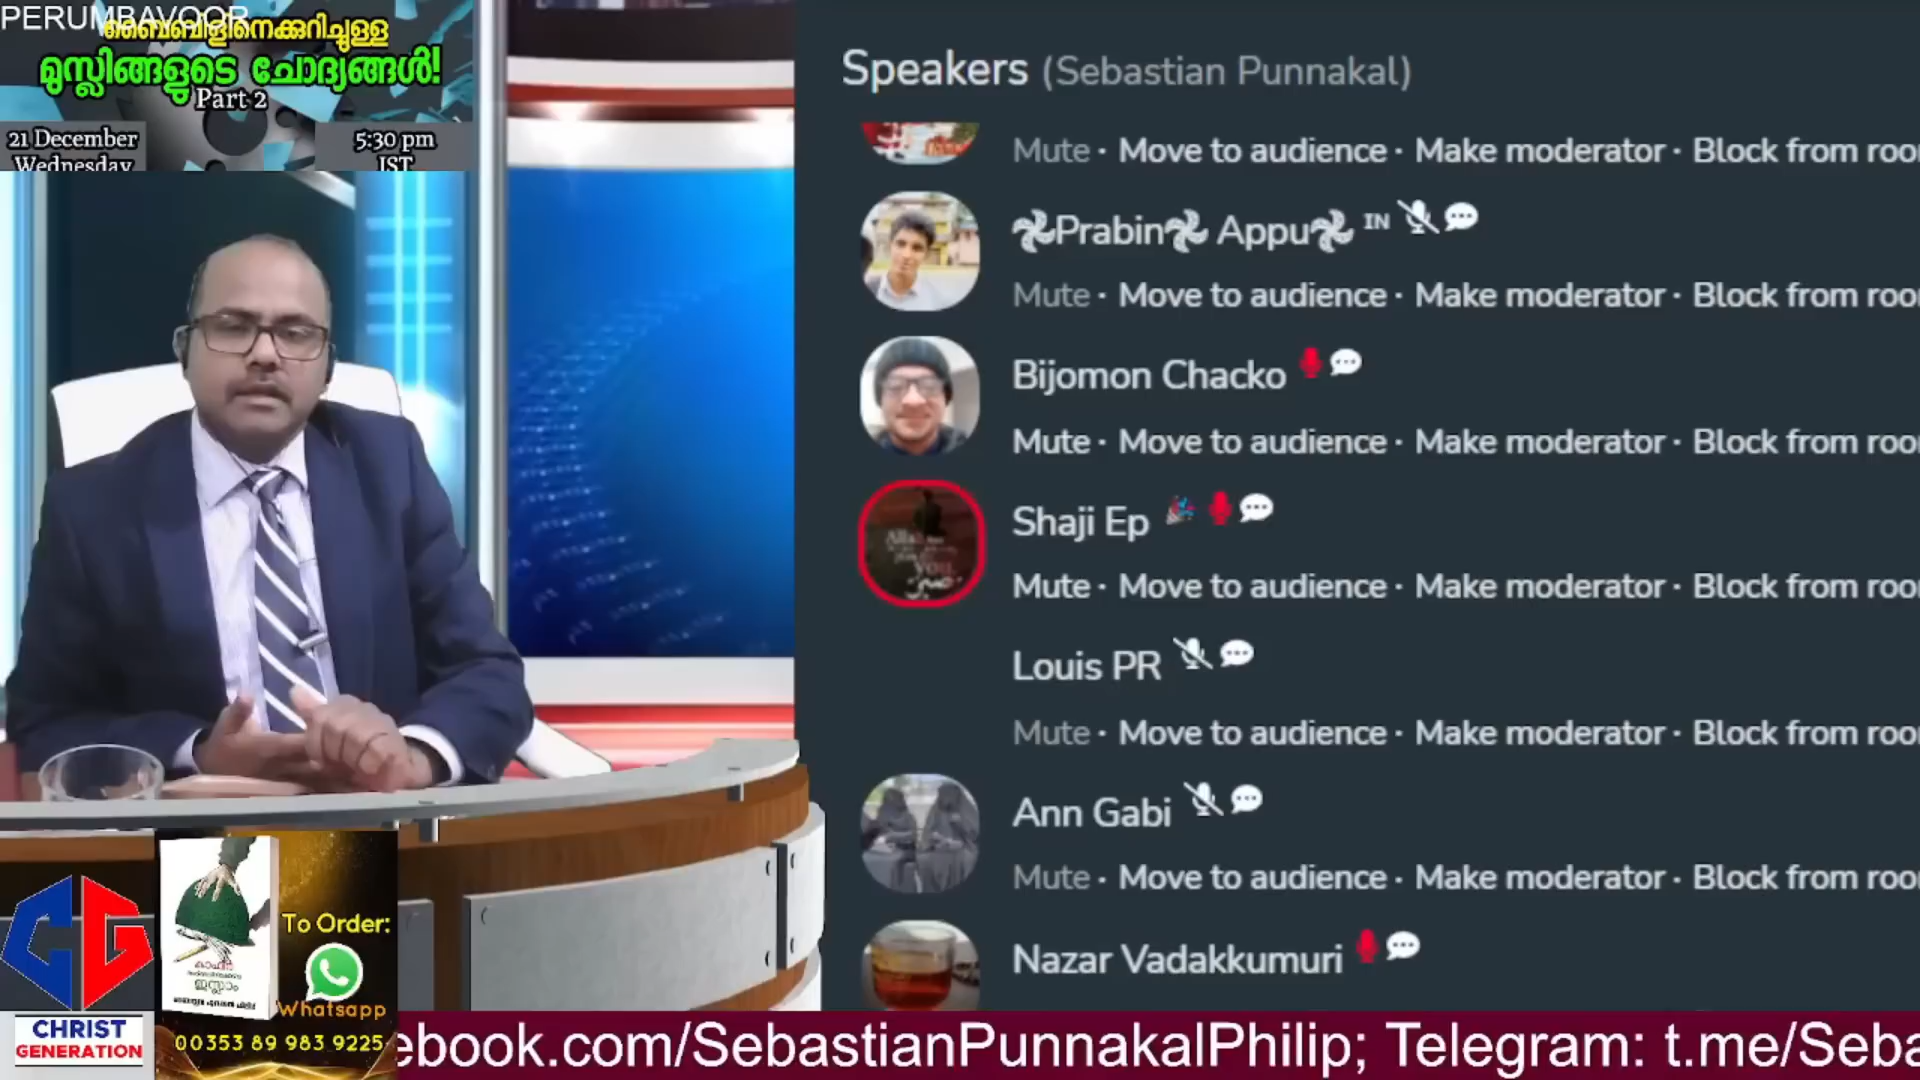 PERUMBAVOOR
ബൈബിളിനെക്കുറിച്ചുള്ള
മുസ്ലിങ്ങളുടെ ചോദ്യങ്ങൾ!
Part 2
21 December
Wednesday
5:30 pm
IST
Speakers (Sebastian Punnakal)
Mute · Move to audience · Make moderator · Block from roo
Prabin Appu IN
Mute · Move to audience · Make moderator · Block from roo
Bijomon Chacko
Mute · Move to audience · Make moderator · Block from roo
Shaji Ep
Mute · Move to audience · Make moderator · Block from roo
Louis PR
Mute · Move to audience · Make moderator · Block from roo
Ann Gabi
Mute · Move to audience · Make moderator · Block from roo
Nazar Vadakkumuri
CG
CHRIST
GENERATION
ഇസ്ലാം
To Order:
Whatsapp
00353 89 983 9225
ebook.com/SebastianPunnakalPhilip; Telegram: t.me/Seba